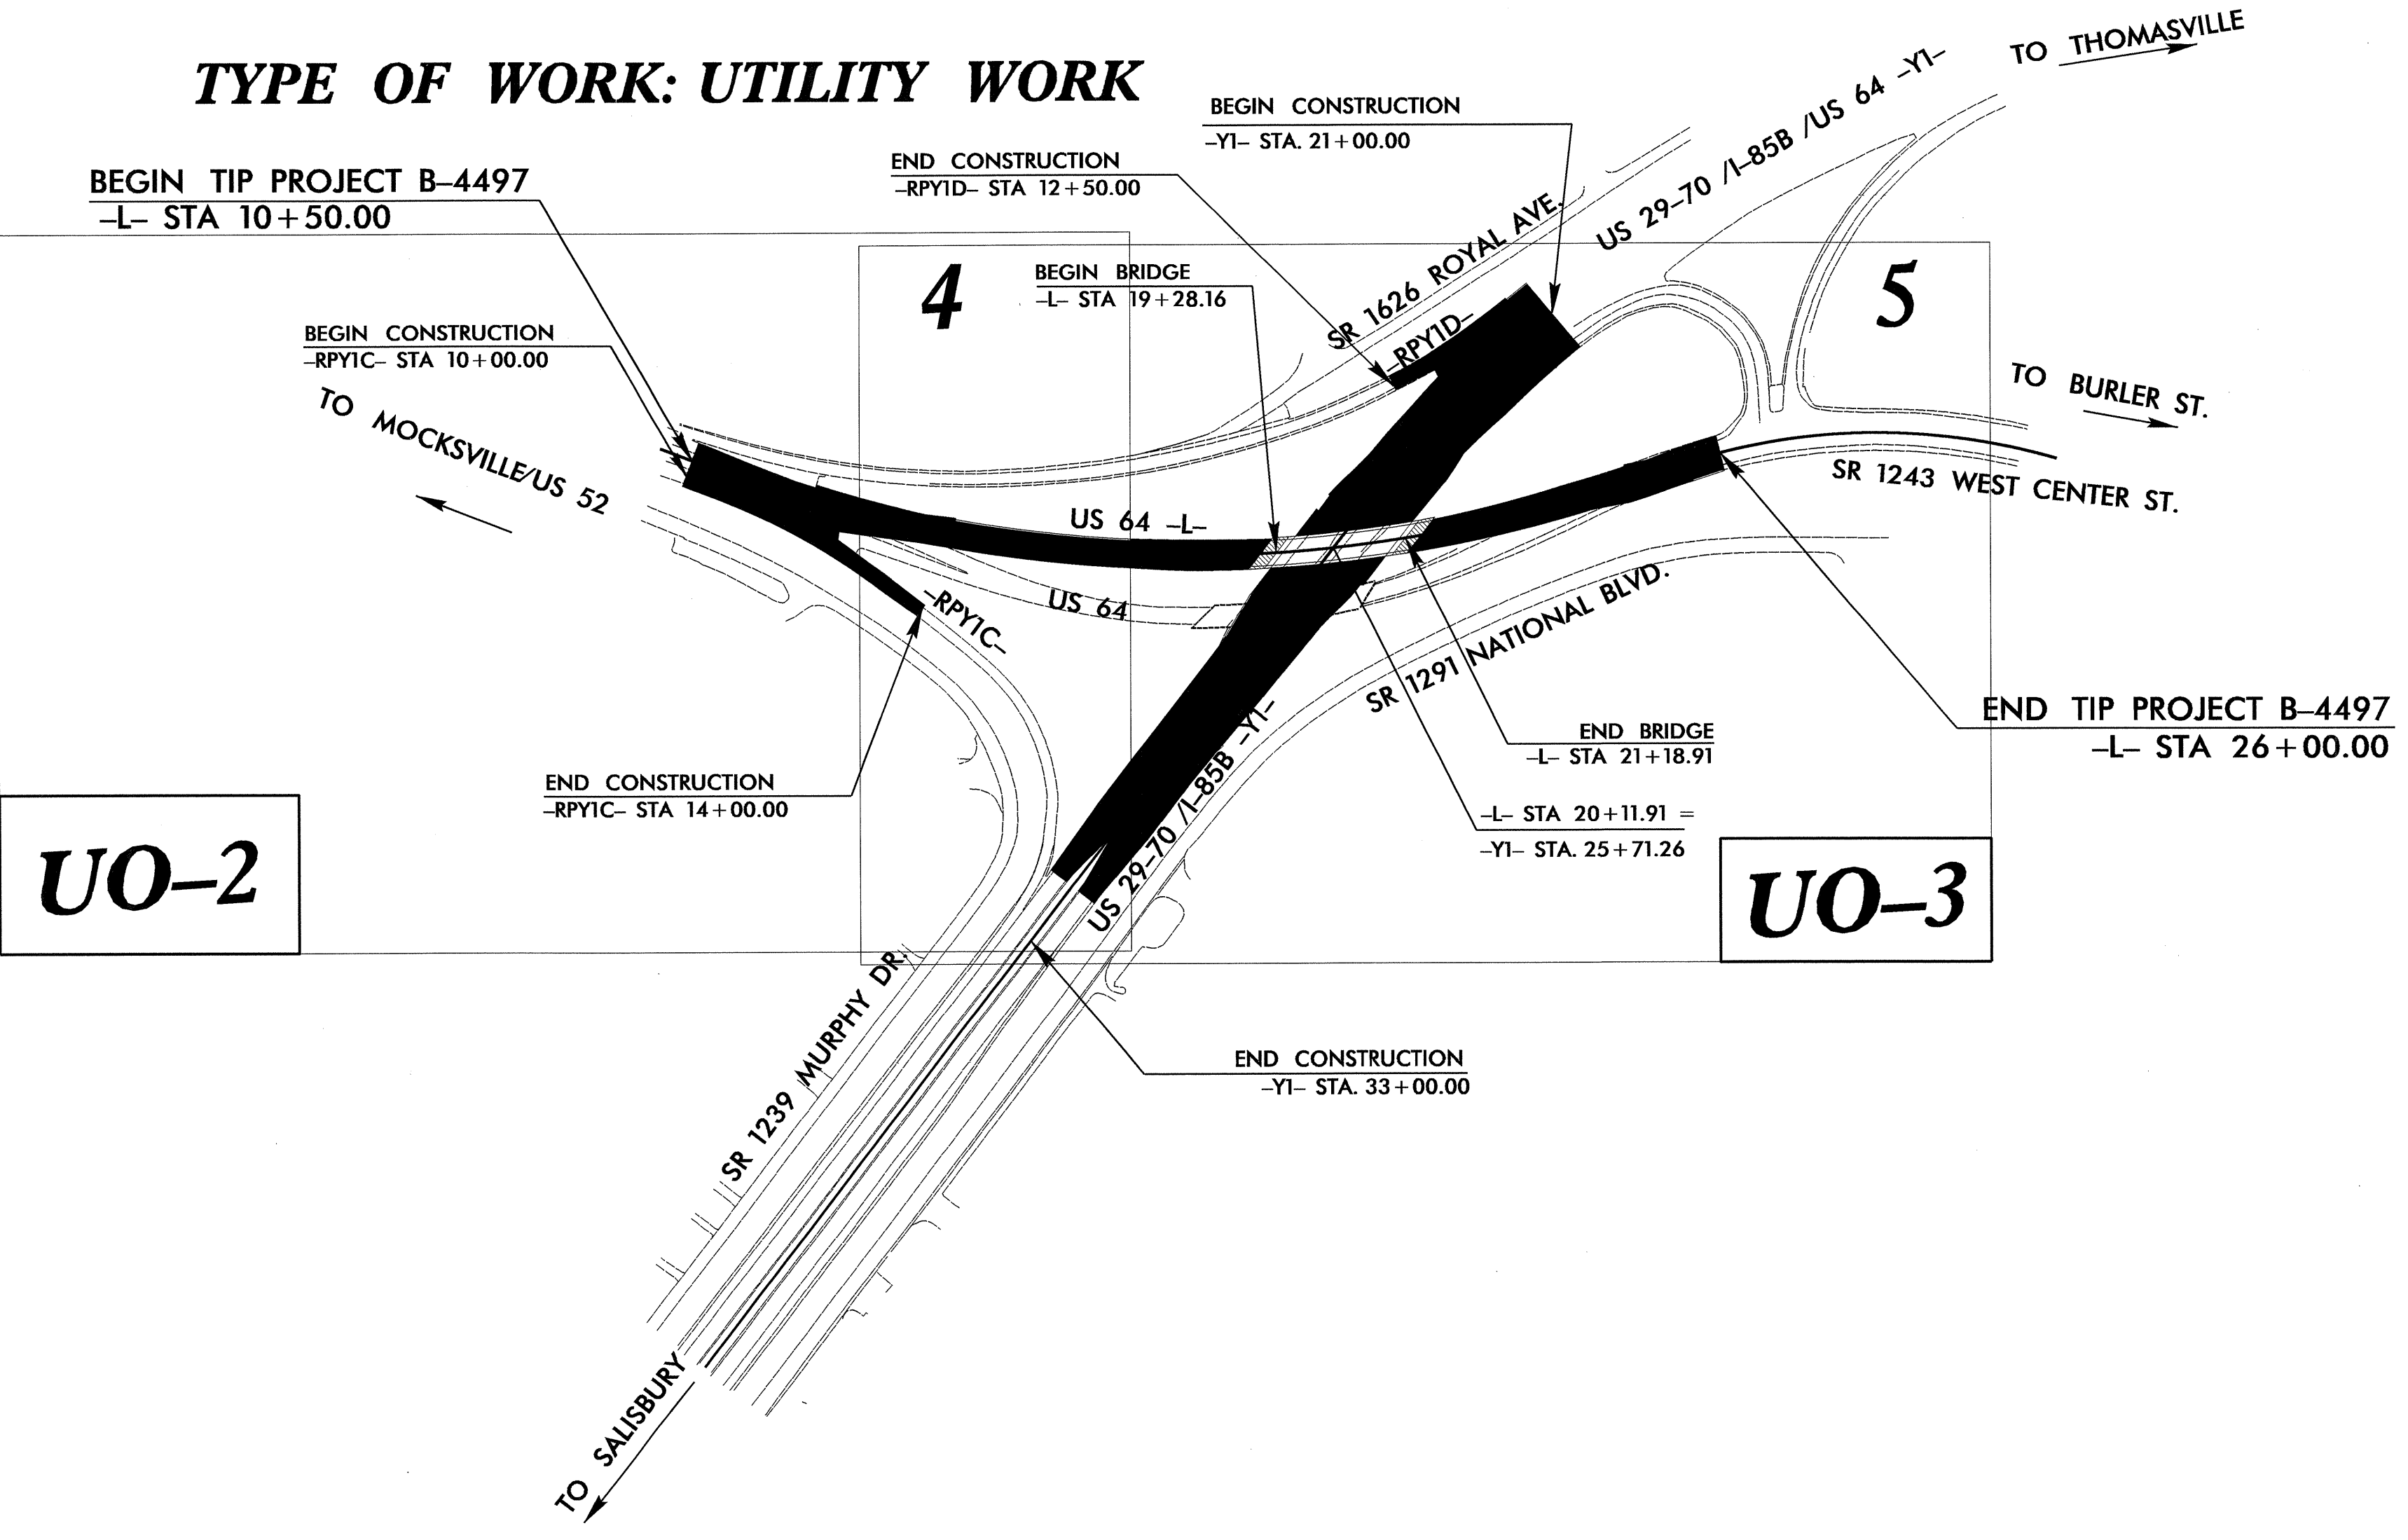 TYPE OF WORK: UTILITY WORK
TO THOMASVILLE
US 29–70 /I–85B /US 64 –Y1–
BEGIN CONSTRUCTION
–Y1– STA. 21+00.00
END CONSTRUCTION
–RPY1D– STA 12+50.00
BEGIN TIP PROJECT B–4497
–L– STA 10+50.00
SR 1626 ROYAL AVE.
4
5
BEGIN BRIDGE
–L– STA 19+28.16
–RPY1D–
BEGIN CONSTRUCTION
–RPY1C– STA 10+00.00
TO MOCKSVILLE/US 52
TO BURLER ST.
SR 1243 WEST CENTER ST.
US 64 –L–
US 64
–RPY1C–
SR 1291 NATIONAL BLVD.
END TIP PROJECT B–4497
–L– STA 26+00.00
END BRIDGE
–L– STA 21+18.91
END CONSTRUCTION
–RPY1C– STA 14+00.00
–L– STA 20+11.91 =
–Y1– STA. 25+71.26
US 29–70 /I–85B –Y1–
UO–2
UO–3
SR 1239 MURPHY DR.
END CONSTRUCTION
–Y1– STA. 33+00.00
TO SALISBURY